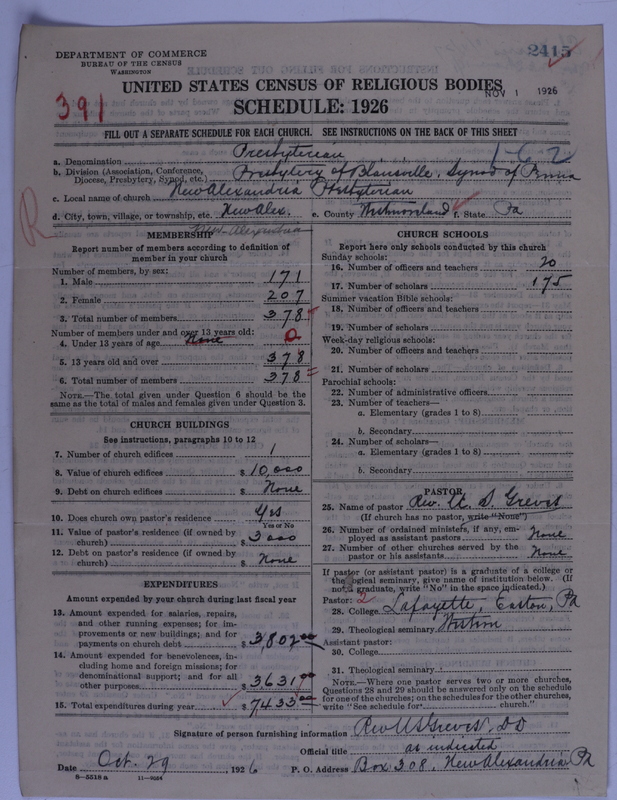 DEPARTMENT OF COMMERCE
BUREAU OF THE CENSUS
WASHINGTON
2415
391
UNITED STATES CENSUS OF RELIGIOUS BODIES
NOV 1 1926
SCHEDULE: 1926
FILL OUT A SEPARATE SCHEDULE FOR EACH CHURCH. SEE INSTRUCTIONS ON THE BACK OF THIS SHEET
1-6-2
a. Denomination Presbyterian
b. Division (Association, Conference, Diocese, Presbytery, Synod, etc.) Presbytery of Blairsville, Synod of Penna
c. Local name of church New Alexandria Presbyterian
d. City, town, village, or township, etc. New Alex. e. County Westmoreland f. State Pa
New Alexandria
R
MEMBERSHIP
Report number of members according to definition of member in your church
Number of members, by sex:
1. Male 171
2. Female 207
3. Total number of members 378
Number of members under and over 13 years old:
4. Under 13 years of age None 0
5. 13 years old and over 378
6. Total number of members 378
NOTE.—The total given under Question 6 should be the same as the total of males and females given under Question 3.
CHURCH BUILDINGS
See instructions, paragraphs 10 to 12
7. Number of church edifices 1
8. Value of church edifices $ 10,000
9. Debt on church edifices $ None
10. Does church own pastor's residence yes
Yes or No
11. Value of pastor's residence (if owned by church) $ 3000
12. Debt on pastor's residence (if owned by church) $ None
EXPENDITURES
Amount expended by your church during last fiscal year
13. Amount expended for salaries, repairs, and other running expenses; for improvements or new buildings; and for payments on church debt $ 3,802 00
14. Amount expended for benevolences, including home and foreign missions; for denominational support; and for all other purposes $ 3631 00
15. Total expenditures during year $ 7433 00
CHURCH SCHOOLS
Report here only schools conducted by this church
Sunday schools:
16. Number of officers and teachers 20
17. Number of scholars 175
Summer vacation Bible schools:
18. Number of officers and teachers
19. Number of scholars
Week-day religious schools:
20. Number of officers and teachers
21. Number of scholars
Parochial schools:
22. Number of administrative officers
23. Number of teachers—
a. Elementary (grades 1 to 8)
b. Secondary
24. Number of scholars—
a. Elementary (grades 1 to 8)
b. Secondary
PASTOR
25. Name of pastor Rev. U. S. Greves
(If church has no pastor, write "None")
26. Number of ordained ministers, if any, employed as assistant pastors None
27. Number of other churches served by the pastor or his assistants None
If pastor (or assistant pastor) is a graduate of a college or theological seminary, give name of institution below. (If not a graduate, write "No" in the space indicated.)
Pastor: 2
28. College Lafayette, Easton, Pa
29. Theological seminary Western
Assistant pastor:
30. College
31. Theological seminary
NOTE.—Where one pastor serves two or more churches, Questions 28 and 29 should be answered only on the schedule for one of the churches; on the schedules for the other churches, write "See schedule for church."
Signature of person furnishing information Rev U S Greves, DD
Official title as indicated
Date Oct. 29, 1926 P. O. Address Box 308, New Alexandria Pa
8-5518 a 11-9024